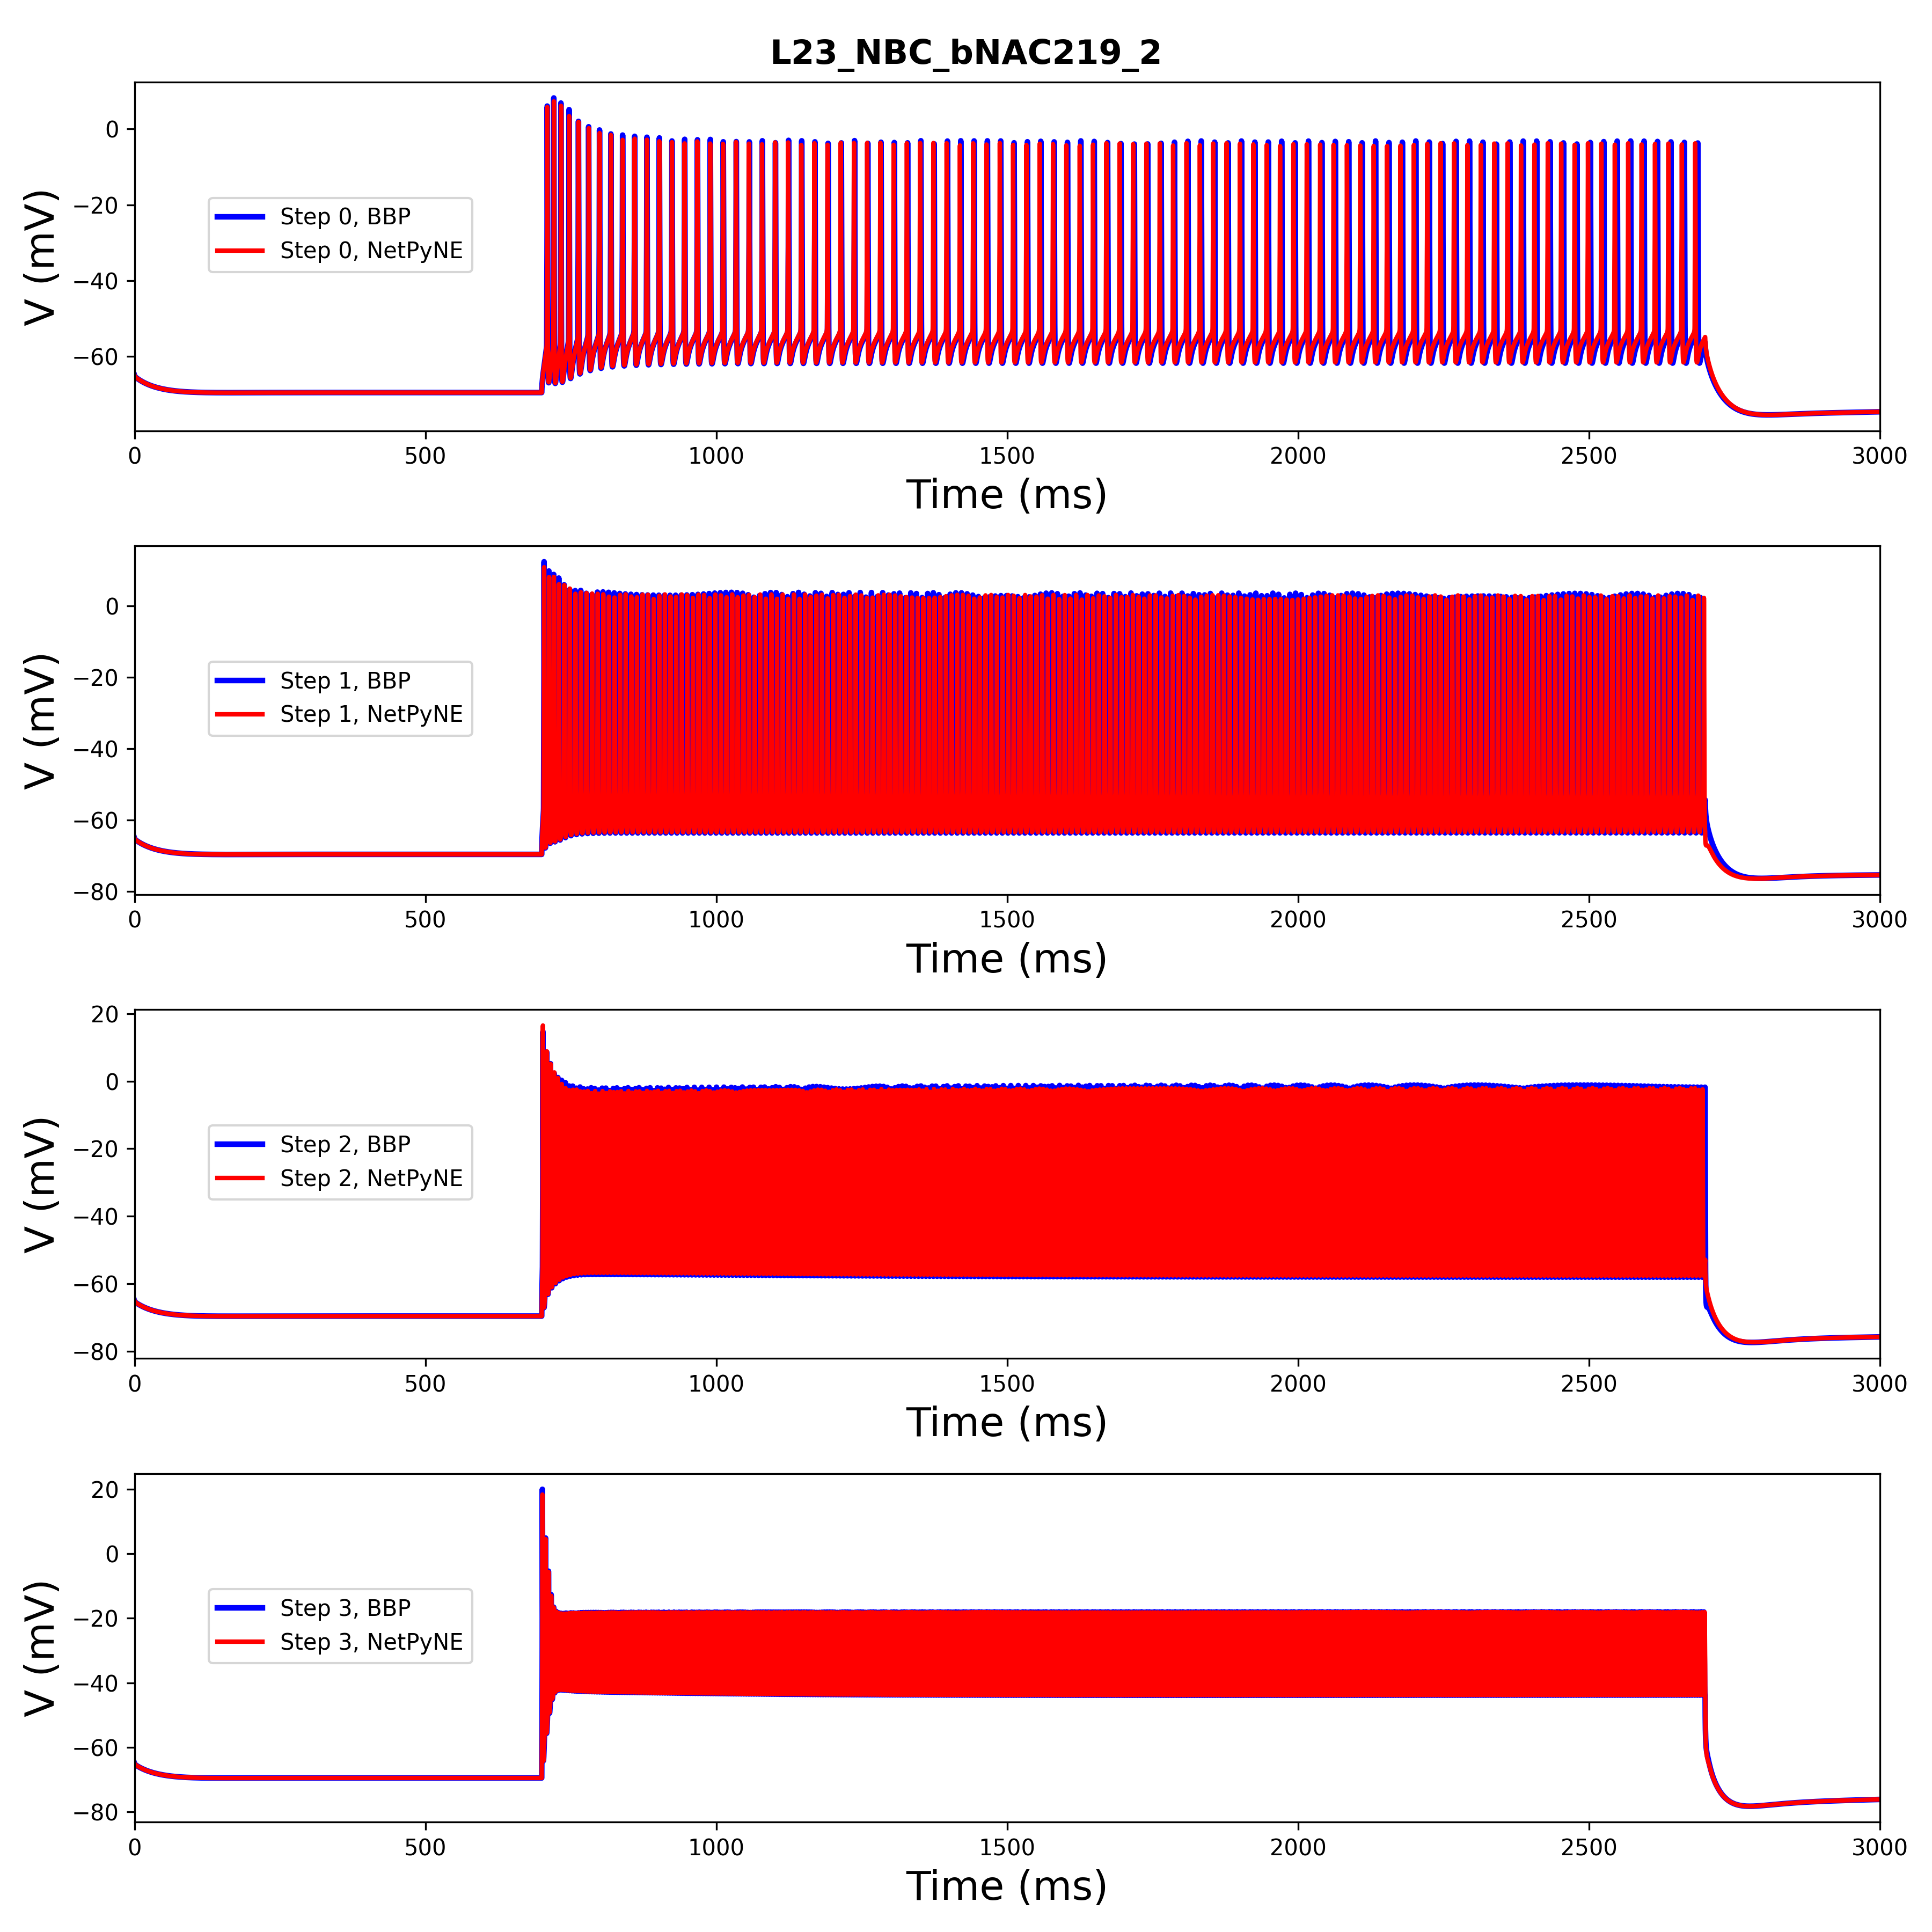 L23_NBC_bNAC219_2
0
−20
−40
−60
V (mV)
Step 0, BBP
Step 0, NetPyNE
0 500 1000 1500 2000 2500 3000
Time (ms)
0
−20
−40
−60
−80
V (mV)
Step 1, BBP
Step 1, NetPyNE
0 500 1000 1500 2000 2500 3000
Time (ms)
20
0
−20
−40
−60
−80
V (mV)
Step 2, BBP
Step 2, NetPyNE
0 500 1000 1500 2000 2500 3000
Time (ms)
20
0
−20
−40
−60
−80
V (mV)
Step 3, BBP
Step 3, NetPyNE
0 500 1000 1500 2000 2500 3000
Time (ms)